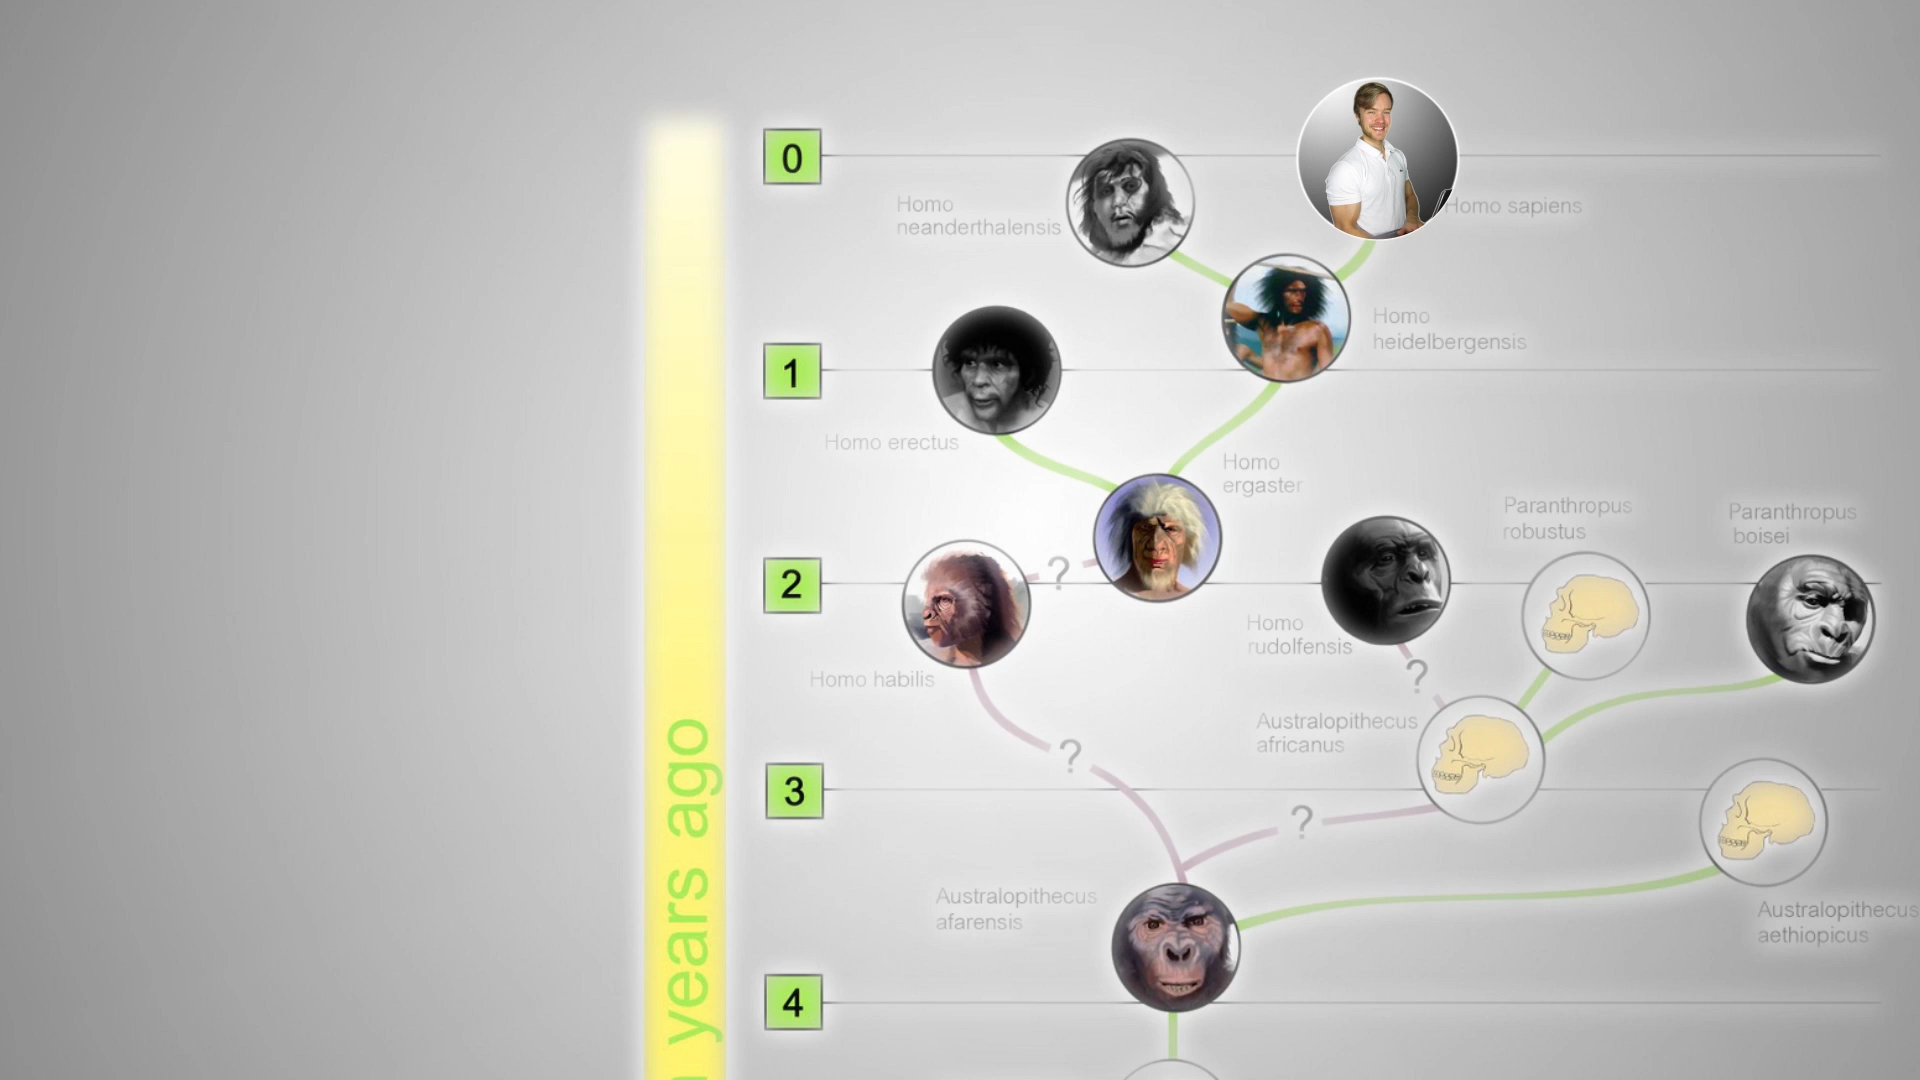 0
Homo
neanderthalensis
Homo sapiens
Homo
heidelbergensis
1
Homo erectus
Homo
ergaster
Paranthropus
robustus
Paranthropus
boisei
?
2
Homo
rudolfensis
Homo habilis
?
Australopithecus
africanus
?
3
?
Australopithecus
afarensis
Australopithecus
aethiopicus
4
years ago